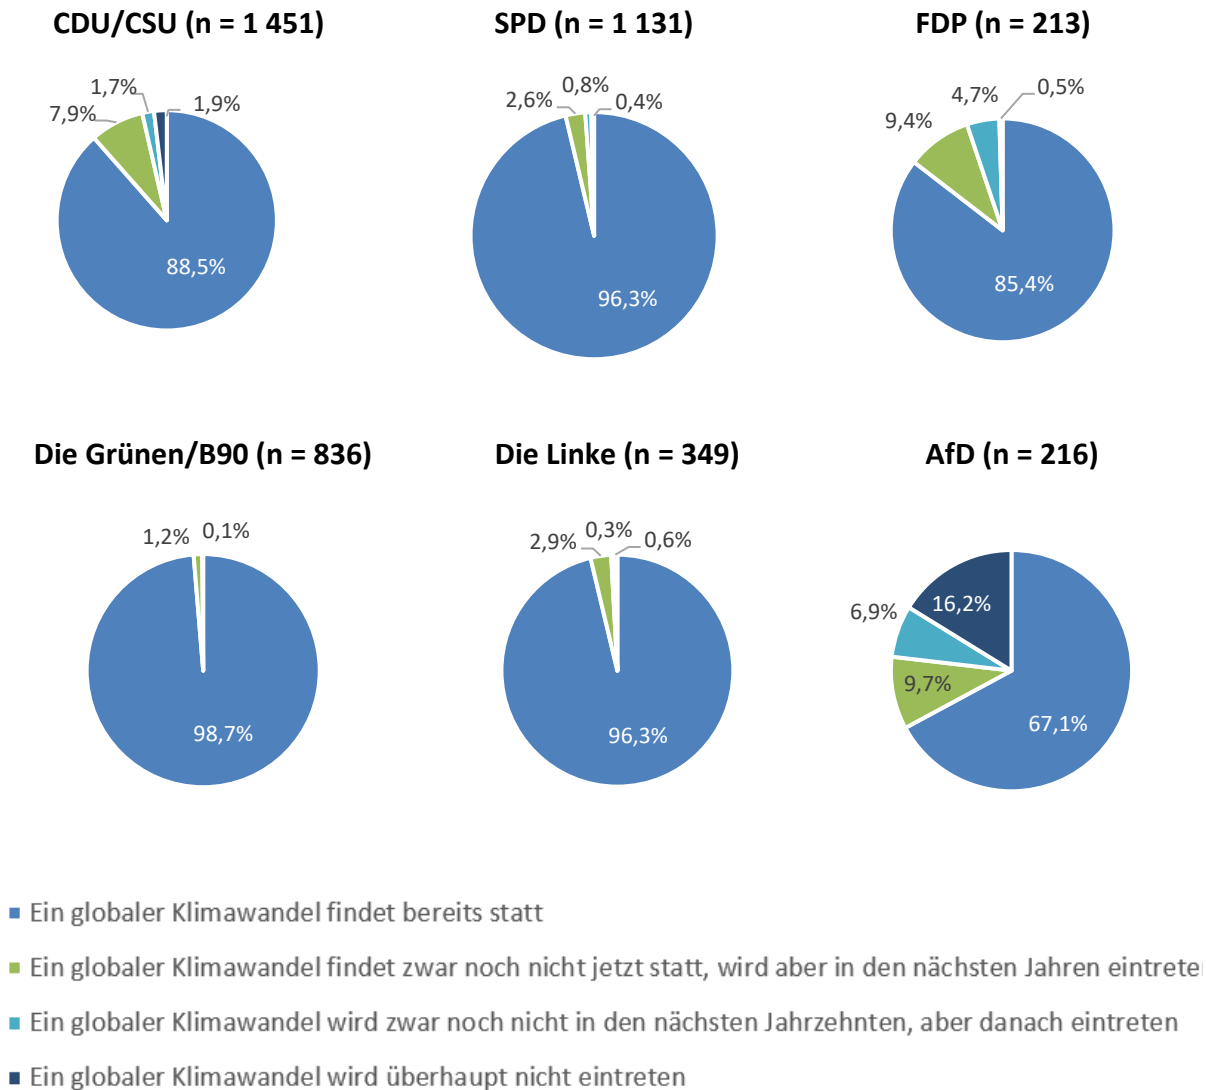 CDU/CSU (n = 1 451)
SPD (n = 1 131)
FDP (n = 213)
1,7%
7,9%
1,9%
88,5%
0,8%
2,6%
0,4%
96,3%
4,7%
0,5%
9,4%
85,4%
Die Grünen/B90 (n = 836)
Die Linke (n = 349)
AfD (n = 216)
1,2%
0,1%
98,7%
0,3%
2,9%
0,6%
96,3%
16,2%
6,9%
9,7%
67,1%
Ein globaler Klimawandel findet bereits statt
Ein globaler Klimawandel findet zwar noch nicht jetzt statt, wird aber in den nächsten Jahren eintrete
Ein globaler Klimawandel wird zwar noch nicht in den nächsten Jahrzehnten, aber danach eintreten
Ein globaler Klimawandel wird überhaupt nicht eintreten